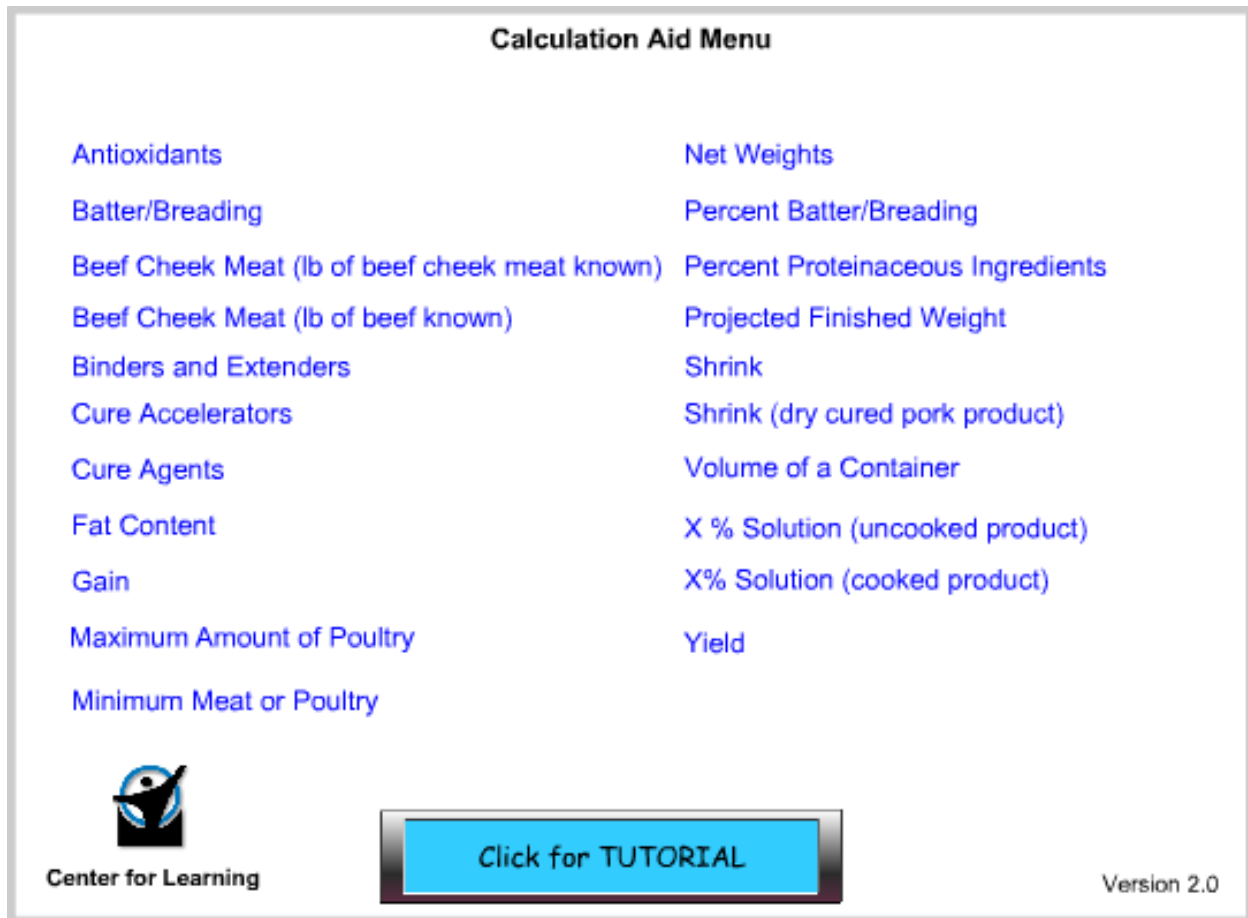 Calculation Aid Menu
Antioxidants
Batter/Breading
Beef Cheek Meat (lb of beef cheek meat known)
Beef Cheek Meat (lb of beef known)
Binders and Extenders
Cure Accelerators
Cure Agents
Fat Content
Gain
Maximum Amount of Poultry
Minimum Meat or Poultry
Net Weights
Percent Batter/Breading
Percent Proteinaceous Ingredients
Projected Finished Weight
Shrink
Shrink (dry cured pork product)
Volume of a Container
X % Solution (uncooked product)
X% Solution (cooked product)
Yield
Center for Learning
Click for TUTORIAL
Version 2.0